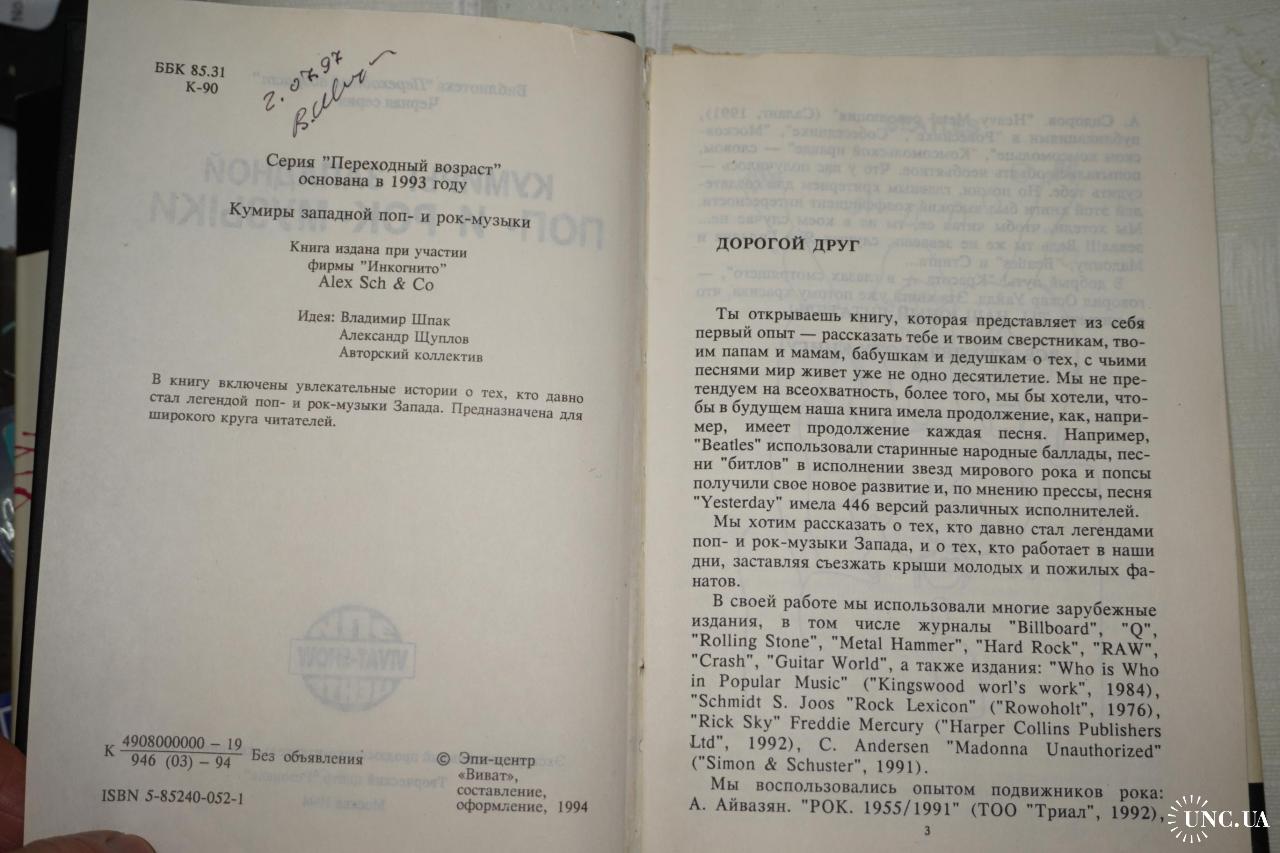 ББК 85.31
К-90
г. 07.97
Серия "Переходный возраст"
основана в 1993 году
Кумиры западной поп- и рок-музыки
Книга издана при участии
фирмы "Инкогнито"
Alex Sch & Co
Идея: Владимир Шпак
Александр Щуплов
Авторский коллектив
В книгу включены увлекательные истории о тех, кто давно
стал легендой поп- и рок-музыки Запада. Предназначена для
широкого круга читателей.
К 4908000000 – 19
946 (03) – 94
Без объявления
© Эпи-центр
«Виват»,
составление,
оформление, 1994
ISBN 5-85240-052-1
ДОРОГОЙ ДРУГ
Ты открываешь книгу, которая представляет из себя
первый опыт — рассказать тебе и твоим сверстникам, тво-
им папам и мамам, бабушкам и дедушкам о тех, с чьими
песнями мир живет уже не одно десятилетие. Мы не пре-
тендуем на всеохватность, более того, мы бы хотели, что-
бы в будущем наша книга имела продолжение, как, напри-
мер, имеет продолжение каждая песня. Например,
"Beatles" использовали старинные народные баллады, пес-
ни "битлов" в исполнении звезд мирового рока и попсы
получили свое новое развитие и, по мнению прессы, песня
"Yesterday" имела 446 версий различных исполнителей.
Мы хотим рассказать о тех, кто давно стал легендами
поп- и рок-музыки Запада, и о тех, кто работает в наши
дни, заставляя съезжать крыши молодых и пожилых фа-
натов.
В своей работе мы использовали многие зарубежные
издания, в том числе журналы "Billboard", "Q",
"Rolling Stone", "Metal Hammer", "Hard Rock", "RAW",
"Crash", "Guitar World", а также издания: "Who is Who
in Popular Music" ("Kingswood worl's work", 1984),
"Schmidt S. Joos "Rock Lexicon" ("Rowoholt", 1976),
"Rick Sky" Freddie Mercury ("Harper Collins Publishers
Ltd", 1992), C. Andersen "Madonna Unauthorized"
("Simon & Schuster", 1991).
Мы воспользовались опытом подвижников рока:
А. Айвазян. "РОК. 1955/1991" (ТОО "Триал", 1992),
3
UNC.UA